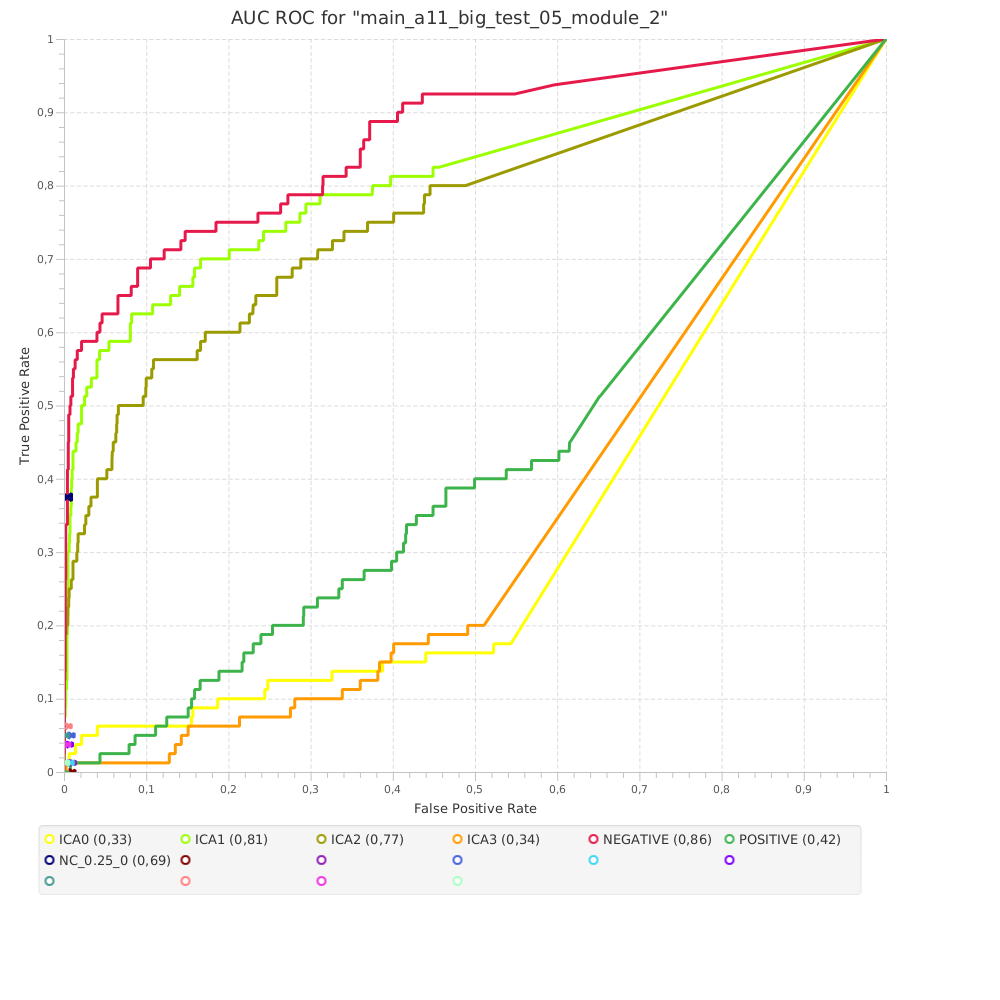 AUC ROC for "main_a11_big_test_05_module_2"
1
0,9
0,8
0,7
0,6
0,5
0,4
0,3
0,2
0,1
0
True Positive Rate
0 0,1 0,2 0,3 0,4 0,5 0,6 0,7 0,8 0,9 1
False Positive Rate
ICA0 (0,33) ICA1 (0,81) ICA2 (0,77) ICA3 (0,34) NEGATIVE (0,86) POSITIVE (0,42)
NC_0.25_0 (0,69)